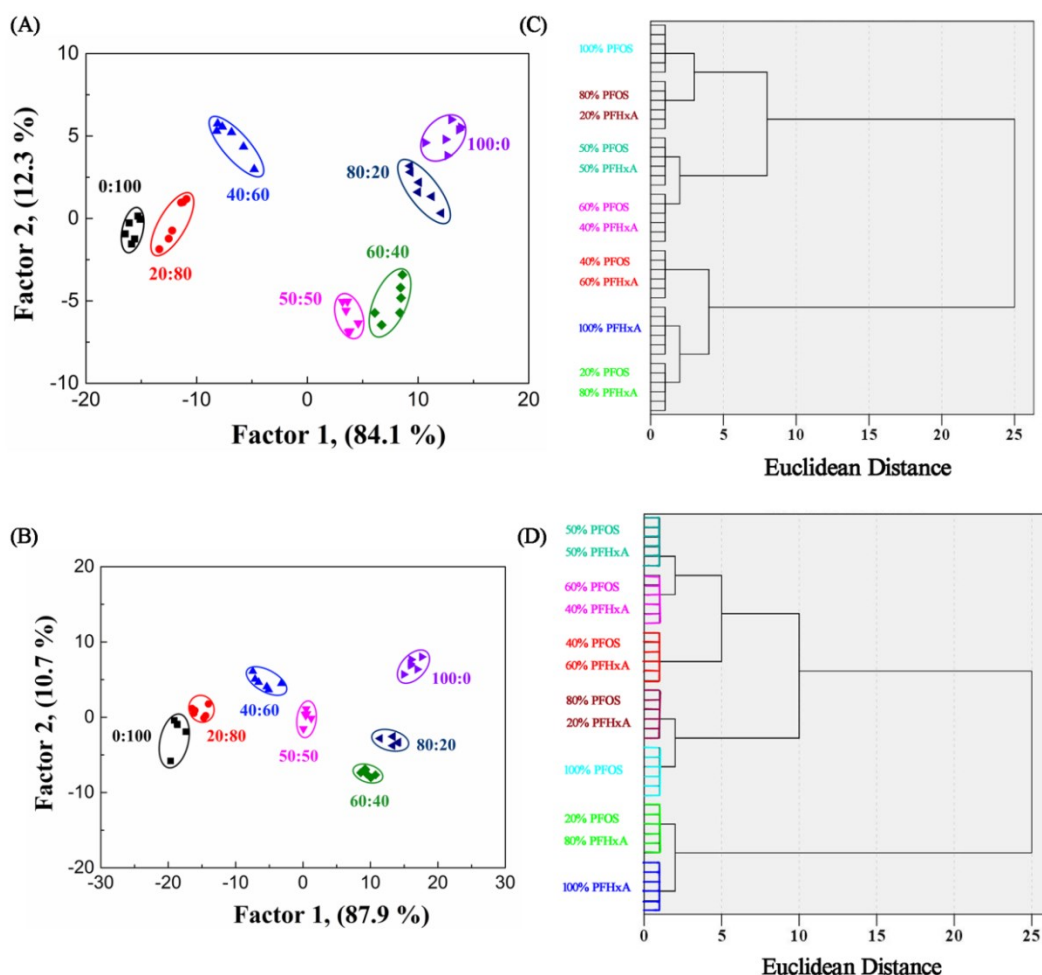 (A)
10
5
0
-5
-10
-20
-10
0
10
20
Factor 2, (12.3 %)
Factor 1, (84.1 %)
0:100
20:80
40:60
50:50
60:40
80:20
100:0
(C)
100% PFOS
80% PFOS
20% PFHxA
50% PFOS
50% PFHxA
60% PFOS
40% PFHxA
40% PFOS
60% PFHxA
100% PFHxA
20% PFOS
80% PFHxA
0
5
10
15
20
25
Euclidean Distance
(B)
20
10
0
-10
-20
-30
-20
-10
0
10
20
30
Factor 2, (10.7 %)
Factor 1, (87.9 %)
0:100
20:80
40:60
50:50
60:40
80:20
100:0
(D)
50% PFOS
50% PFHxA
60% PFOS
40% PFHxA
40% PFOS
60% PFHxA
80% PFOS
20% PFHxA
100% PFOS
20% PFOS
80% PFHxA
100% PFHxA
0
5
10
15
20
25
Euclidean Distance